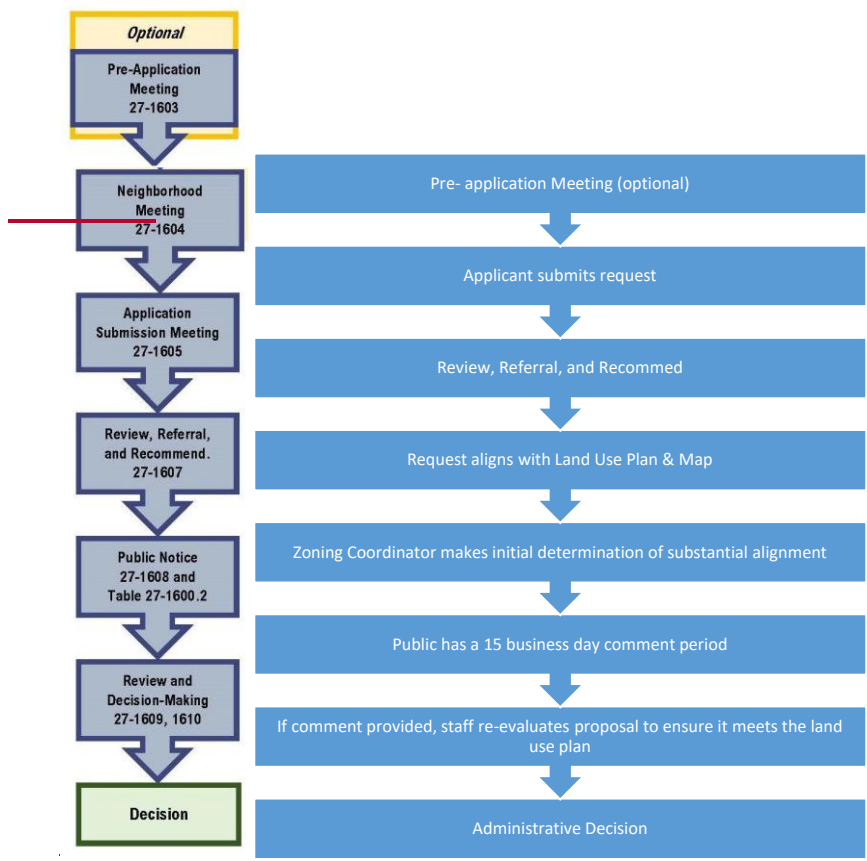 Optional
Pre-Application
Meeting
27-1603
Neighborhood
Meeting
27-1604
Application
Submission Meeting
27-1605
Review, Referral,
and Recommend.
27-1607
Public Notice
27-1608 and
Table 27-1600.2
Review and
Decision-Making
27-1609, 1610
Decision
Pre- application Meeting (optional)
Applicant submits request
Review, Referral, and Recommed
Request aligns with Land Use Plan & Map
Zoning Coordinator makes initial determination of substantial alignment
Public has a 15 business day comment period
If comment provided, staff re-evaluates proposal to ensure it meets the land
use plan
Administrative Decision